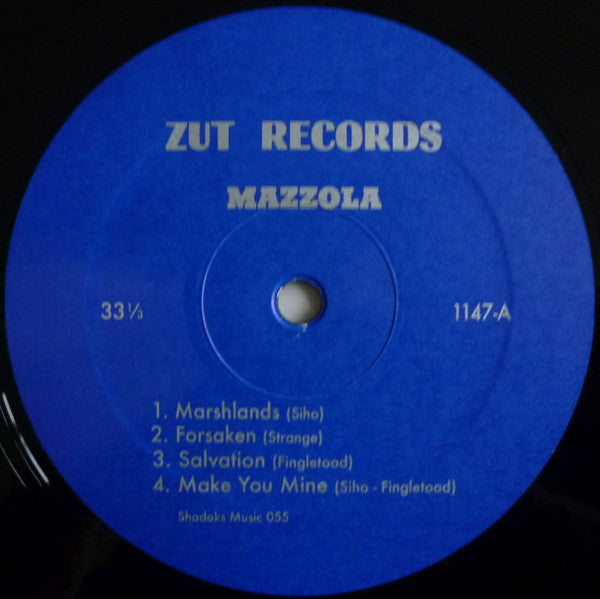 ZUT RECORDS
MAZZOLA
33⅓ 1147-A
1. Marshlands (Siho)
2. Forsaken (Strange)
3. Salvation (Fingletoad)
4. Make You Mine (Siho - Fingletoad)
Shadoks Music 055